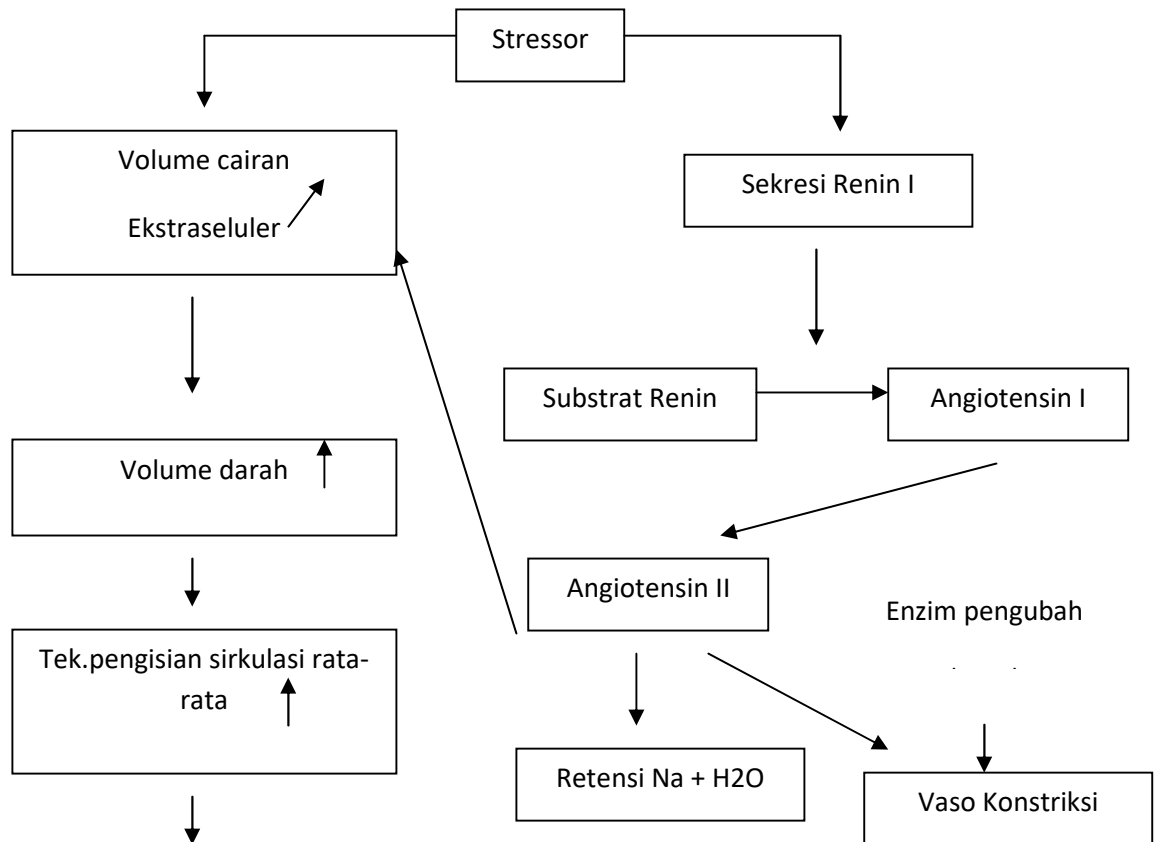 Stressor
Volume cairan
Ekstraseluler
Sekresi Renin I
Substrat Renin
Angiotensin I
Volume darah
Angiotensin II
Enzim pengubah
Tek.pengisian sirkulasi rata-
rata
Retensi Na + H2O
Vaso Konstriksi